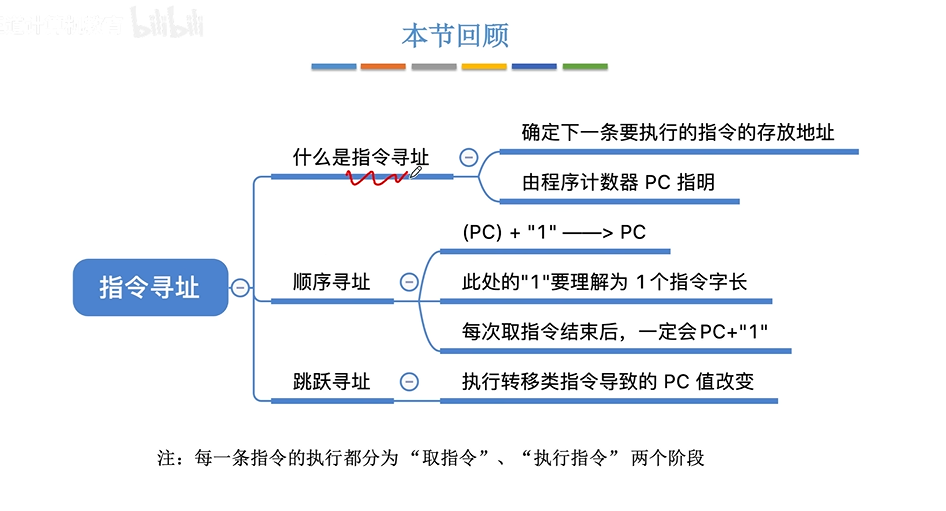 bilibili
本节回顾
确定下一条要执行的指令的存放地址
什么是指令寻址
由程序计数器 PC 指明
(PC) + "1" ——> PC
指令寻址
顺序寻址
此处的"1"要理解为 1个指令字长
每次取指令结束后，一定会PC+"1"
跳跃寻址
执行转移类指令导致的 PC 值改变
注：每一条指令的执行都分为 “取指令”、“执行指令” 两个阶段